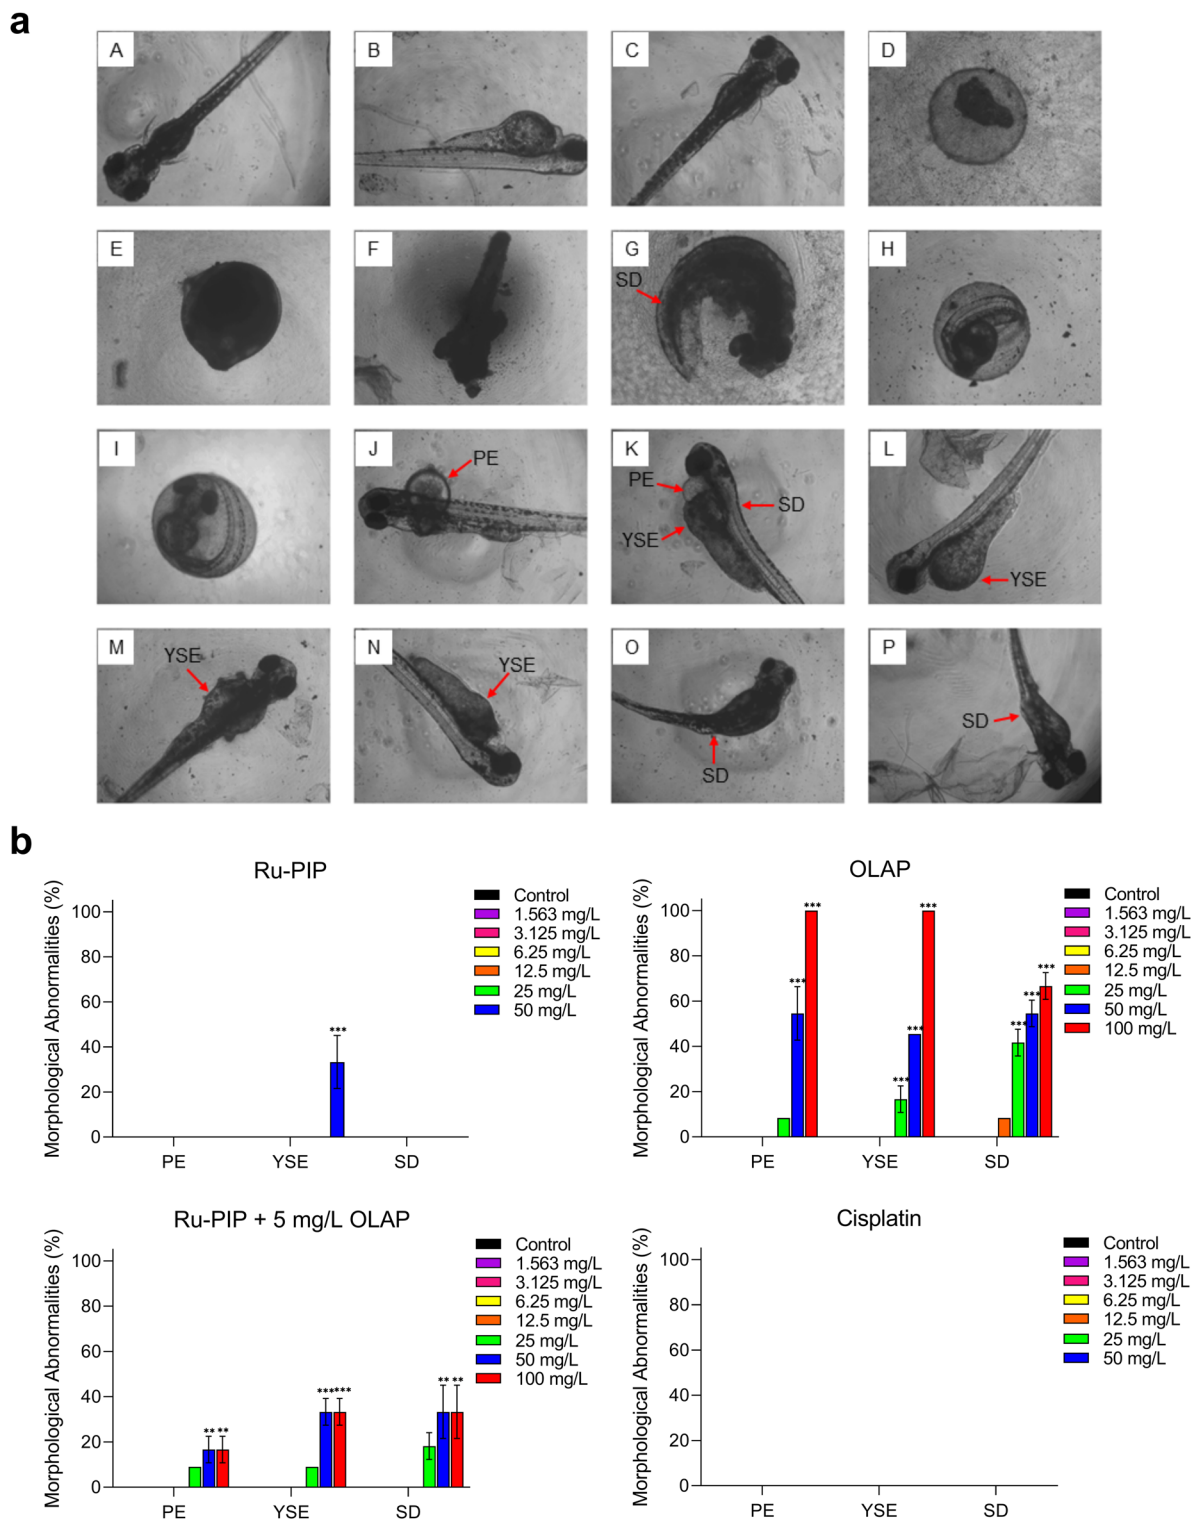 a
A
B
C
D
E
F
G
SD
H
I
J
PE
K
PE
SD
YSE
L
YSE
M
YSE
N
YSE
O
SD
P
SD
b
Ru-PIP
Morphological Abnormalities (%)
100
80
60
40
20
0
***
PE
YSE
SD
Control
1.563 mg/L
3.125 mg/L
6.25 mg/L
12.5 mg/L
25 mg/L
50 mg/L
OLAP
Morphological Abnormalities (%)
100
80
60
40
20
0
***
***
***
***
***
***
***
***
PE
YSE
SD
Control
1.563 mg/L
3.125 mg/L
6.25 mg/L
12.5 mg/L
25 mg/L
50 mg/L
100 mg/L
Ru-PIP + 5 mg/L OLAP
Morphological Abnormalities (%)
100
80
60
40
20
0
** **
*** ***
** **
PE
YSE
SD
Control
1.563 mg/L
3.125 mg/L
6.25 mg/L
12.5 mg/L
25 mg/L
50 mg/L
100 mg/L
Cisplatin
Morphological Abnormalities (%)
100
80
60
40
20
0
PE
YSE
SD
Control
1.563 mg/L
3.125 mg/L
6.25 mg/L
12.5 mg/L
25 mg/L
50 mg/L